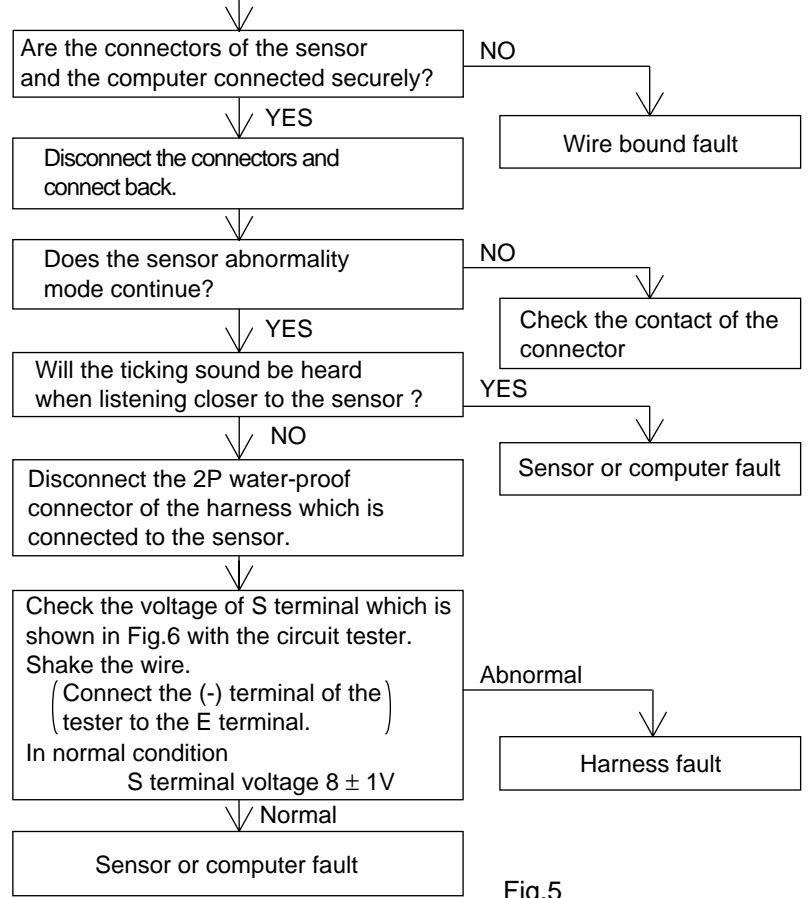 Are the connectors of the sensor
and the computer connected securely?
NO
Wire bound fault
YES
Disconnect the connectors and
connect back.
Does the sensor abnormality
mode continue?
NO
Check the contact of the
connector
YES
Will the ticking sound be heard
when listening closer to the sensor ?
YES
Sensor or computer fault
NO
Disconnect the 2P water-proof
connector of the harness which is
connected to the sensor.
Check the voltage of S terminal which is
shown in Fig.6 with the circuit tester.
Shake the wire.
(Connect the (-) terminal of the
tester to the E terminal.)
In normal condition
S terminal voltage 8 ± 1V
Abnormal
Harness fault
Normal
Sensor or computer fault
Fig.5